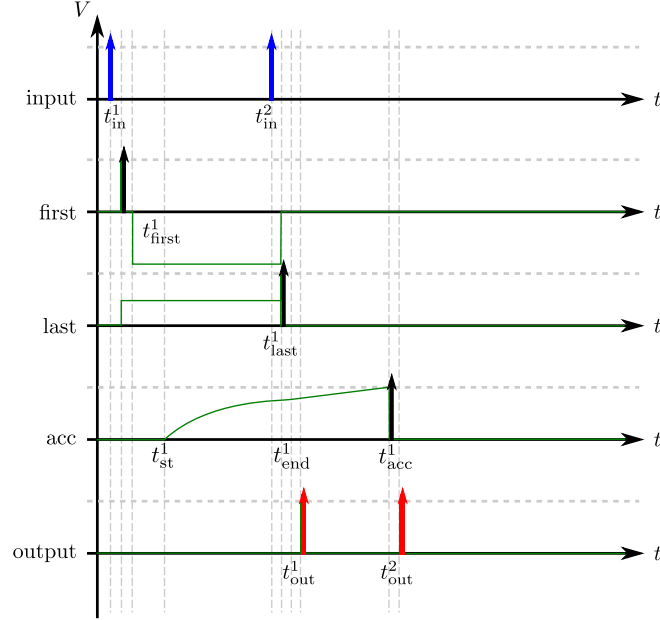 V
input t
t¹in t²in
first t
t¹first
last t
t¹last
acc t
t¹st t¹end t¹acc
output t
t¹out t²out